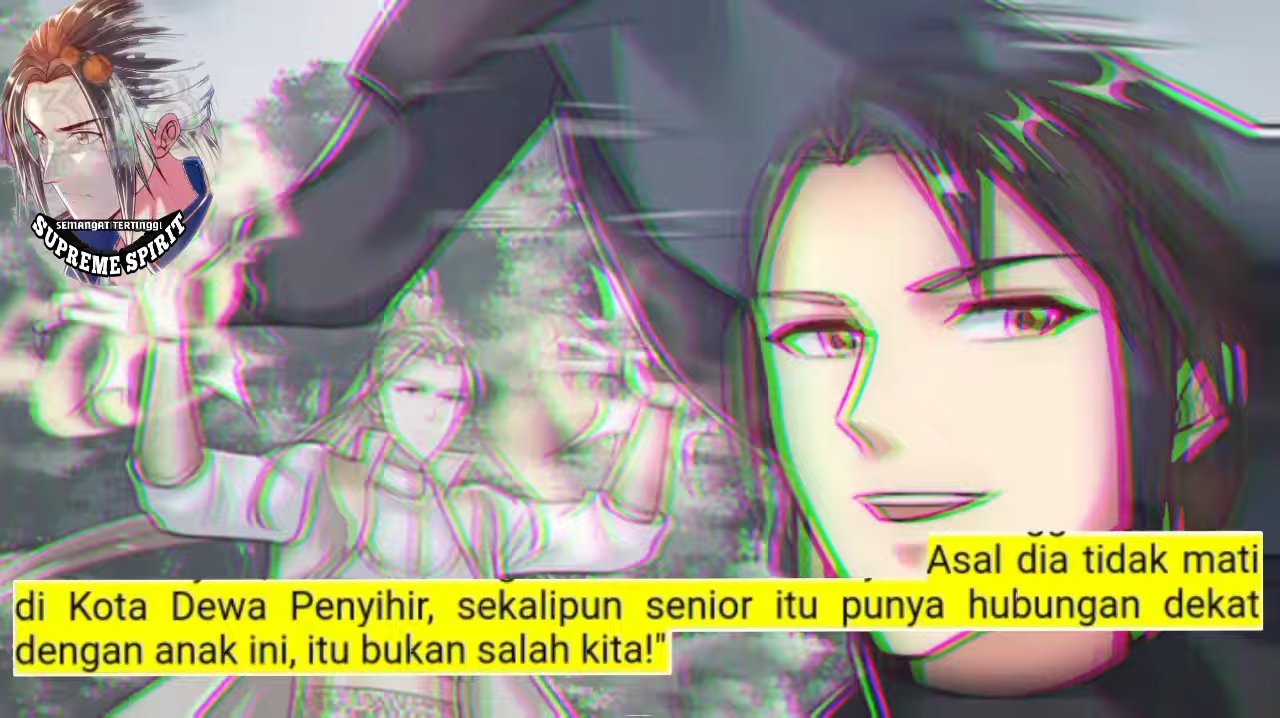 SEMANGAT TERTINGGI
SUPREME SPIRIT
Asal dia tidak mati
di Kota Dewa Penyihir, sekalipun senior itu punya hubungan dekat
dengan anak ini, itu bukan salah kita!"